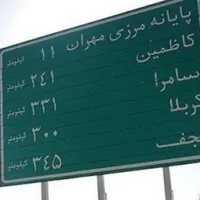 پایانه مرزی مهران ۱۱ کیلومتر
کاظمین ۲۴۱ کیلومتر
سامرا ۳۳۱ کیلومتر
کربلا ۳۰۰ کیلومتر
نجف ۳۴۵ کیلومتر